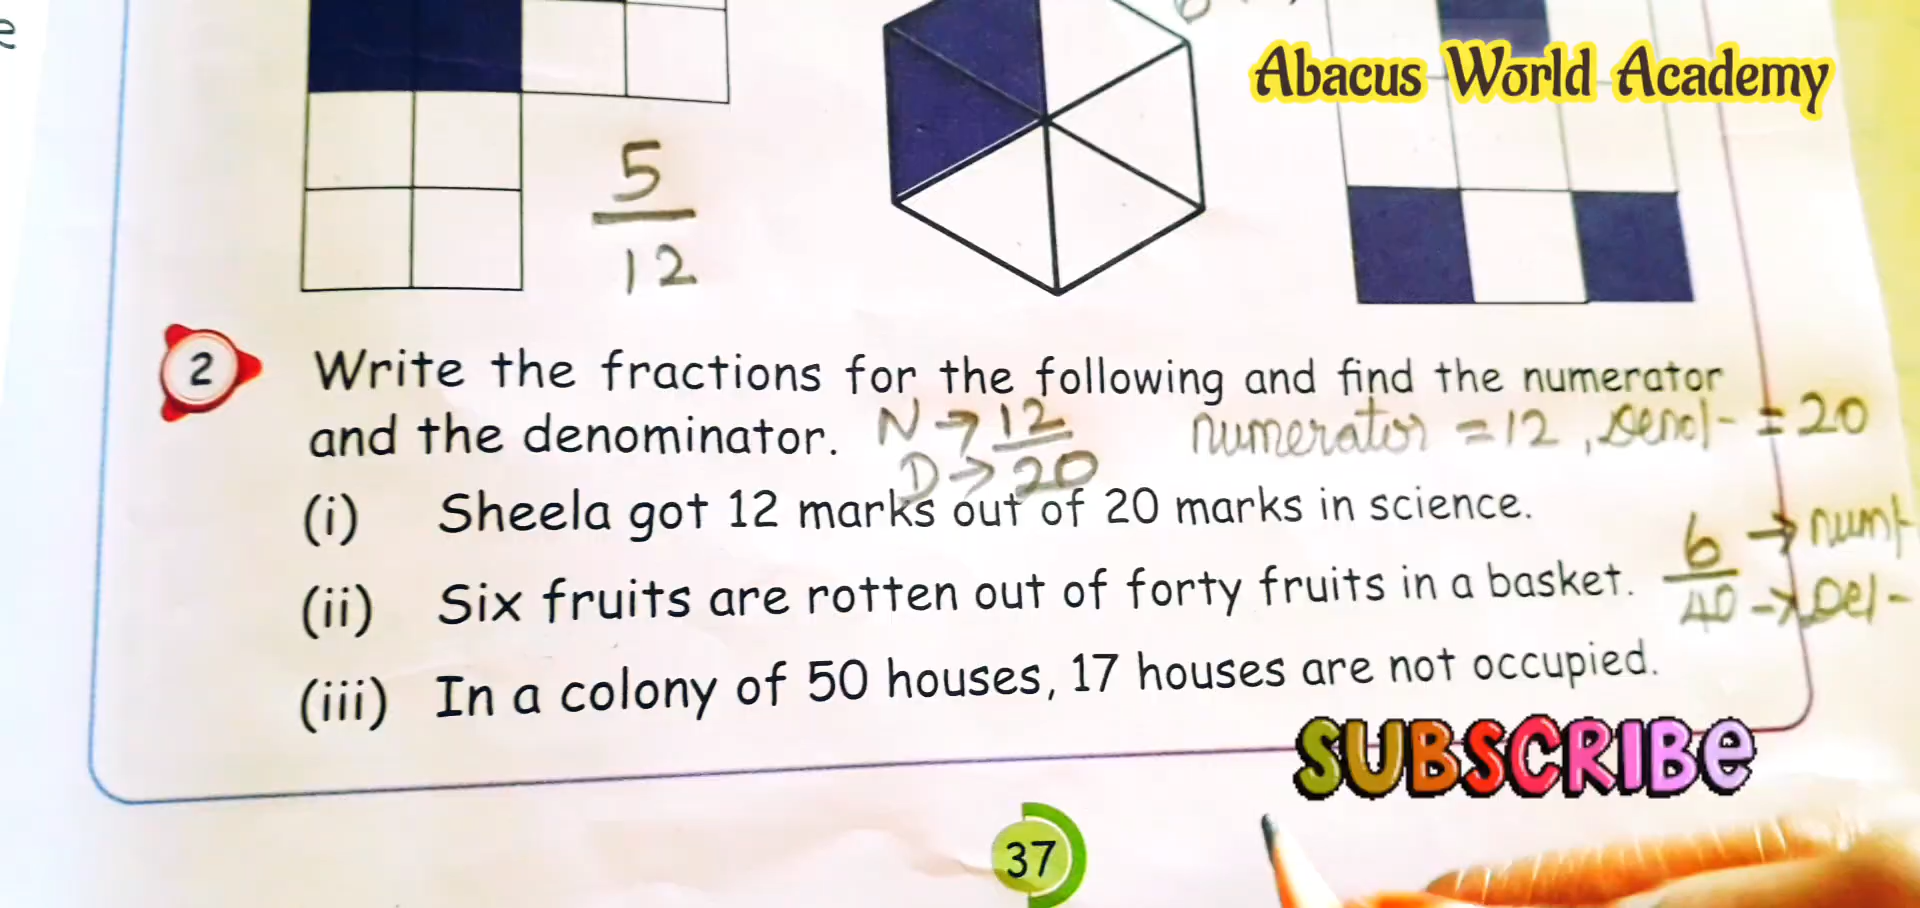 Abacus World Academy
5
12
2
Write the fractions for the following and find the numerator
and the denominator. N → 12 numerator = 12, Deno- = 20
D → 20
(i) Sheela got 12 marks out of 20 marks in science.
(ii) Six fruits are rotten out of forty fruits in a basket. 6 → num-
40 → De-
(iii) In a colony of 50 houses, 17 houses are not occupied.
SUBSCRIBe
37